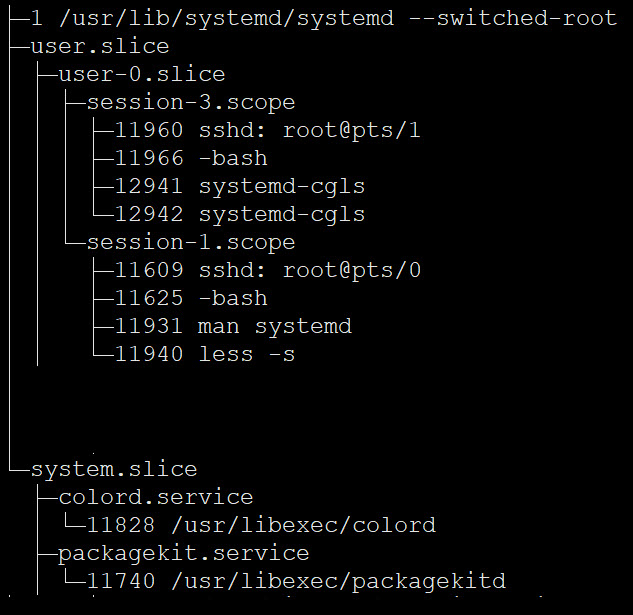 ├─1 /usr/lib/systemd/systemd --switched-root
├─user.slice
│ ├─user-0.slice
│ │ ├─session-3.scope
│ │ │ ├─11960 sshd: root@pts/1
│ │ │ ├─11966 -bash
│ │ │ ├─12941 systemd-cgls
│ │ │ └─12942 systemd-cgls
│ │ └─session-1.scope
│ │   ├─11609 sshd: root@pts/0
│ │   ├─11625 -bash
│ │   ├─11931 man systemd
│ │   └─11940 less -s
└─system.slice
  ├─colord.service
  │ └─11828 /usr/libexec/colord
  ├─packagekit.service
  │ └─11740 /usr/libexec/packagekitd